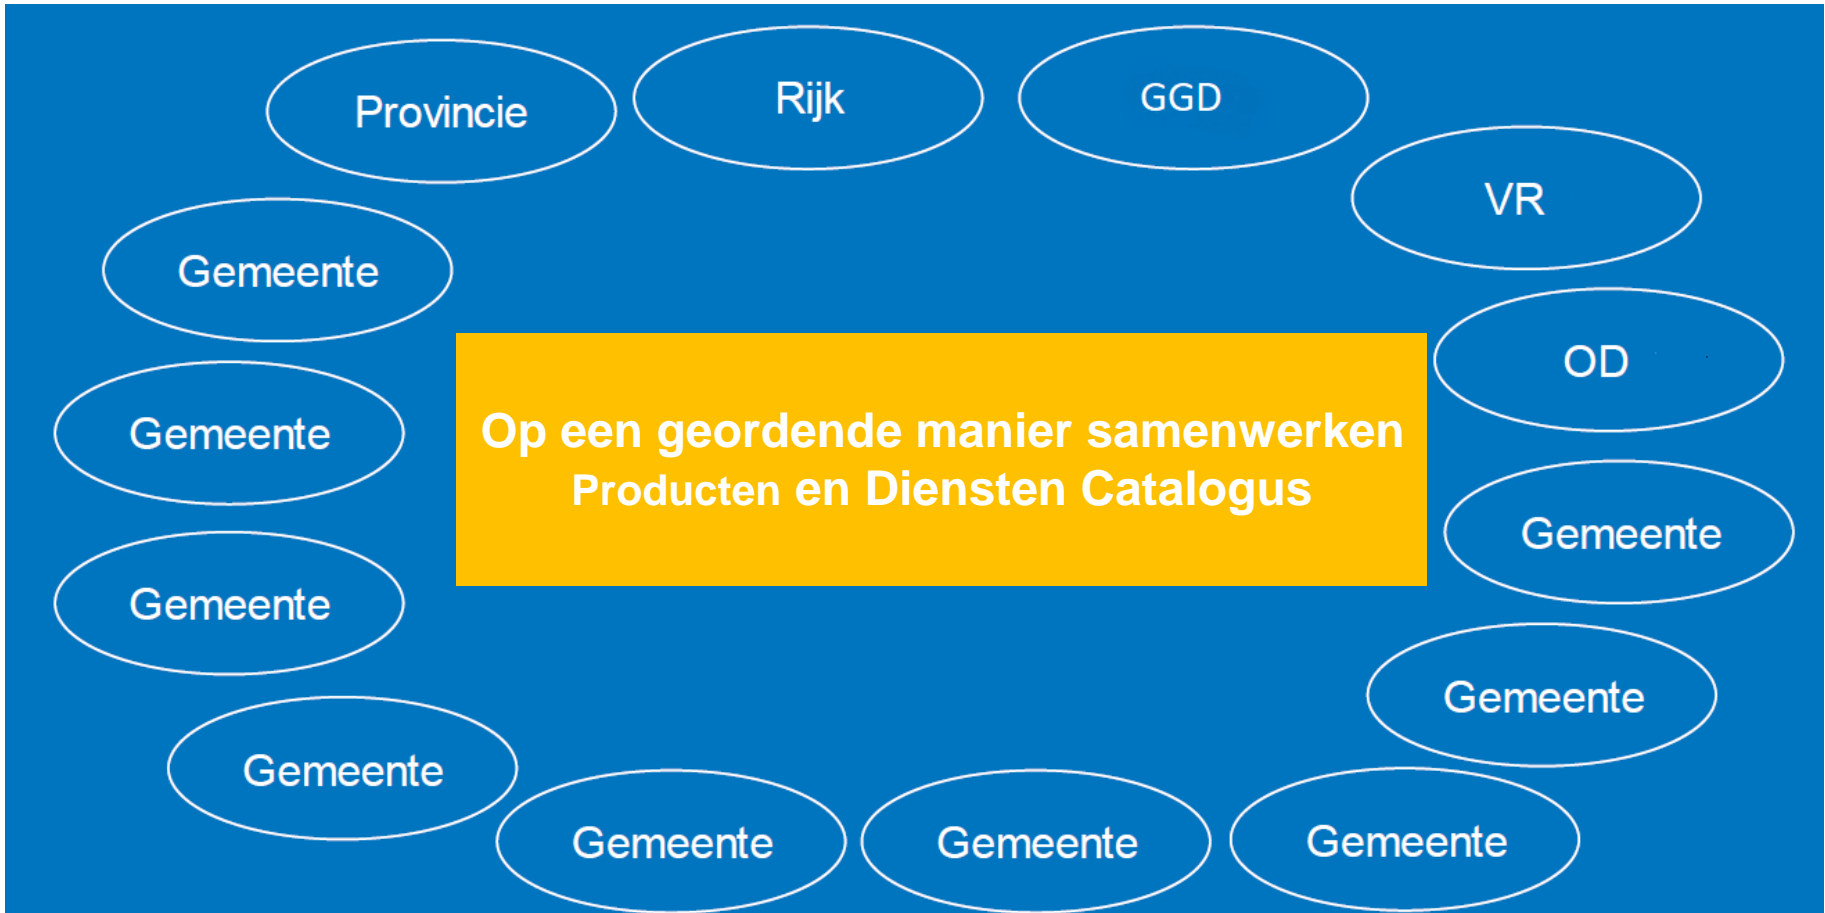 Provincie
Rijk
GGD
VR
Gemeente
OD
Op een geordende manier samenwerken
Producten en Diensten Catalogus
Gemeente
Gemeente
Gemeente
Gemeente
Gemeente
Gemeente
Gemeente
Gemeente